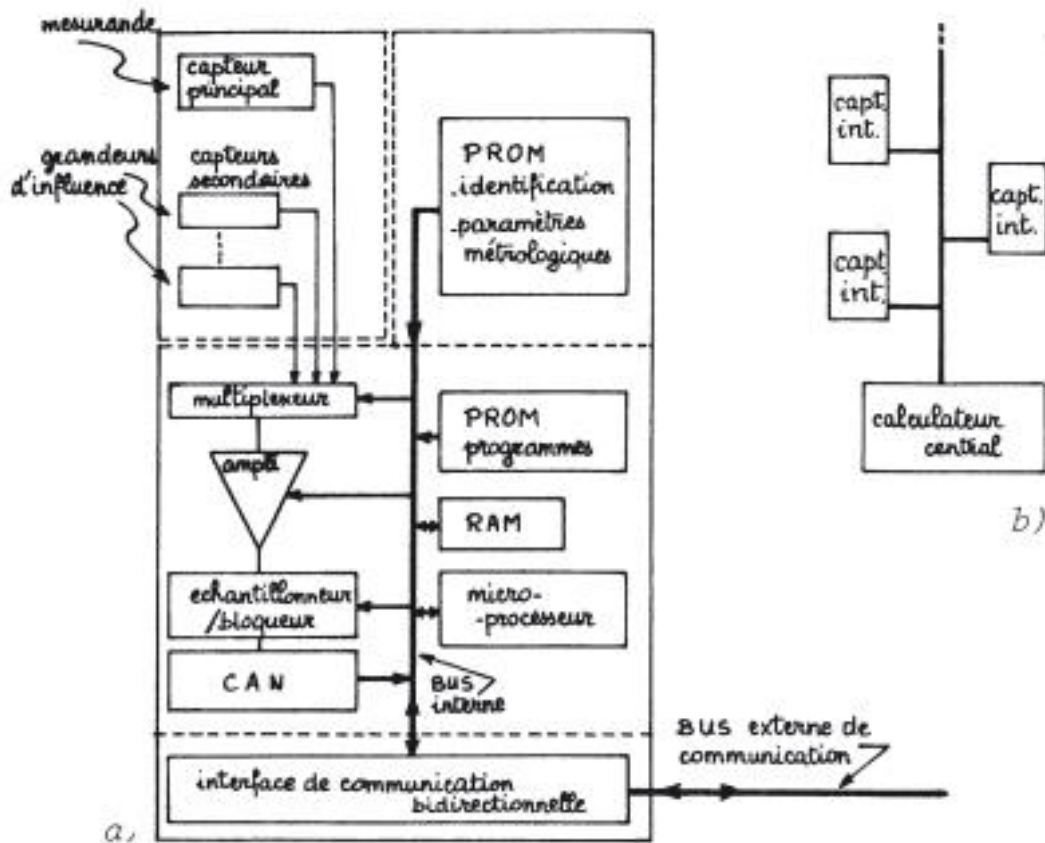 mesurande
capteur
principal
grandeurs
d'influence
capteurs
secondaires
PROM
-identification
-paramètres
métrologiques
multiplexeur
ampli
PROM
programmes
RAM
echantillonneur
/bloqueur
micro-
-processeur
CAN
BUS
interne
interface de communication
bidirectionnelle
BUS externe de
communication
a)
capt.
int.
capt.
int.
capt.
int.
calculateur
central
b)